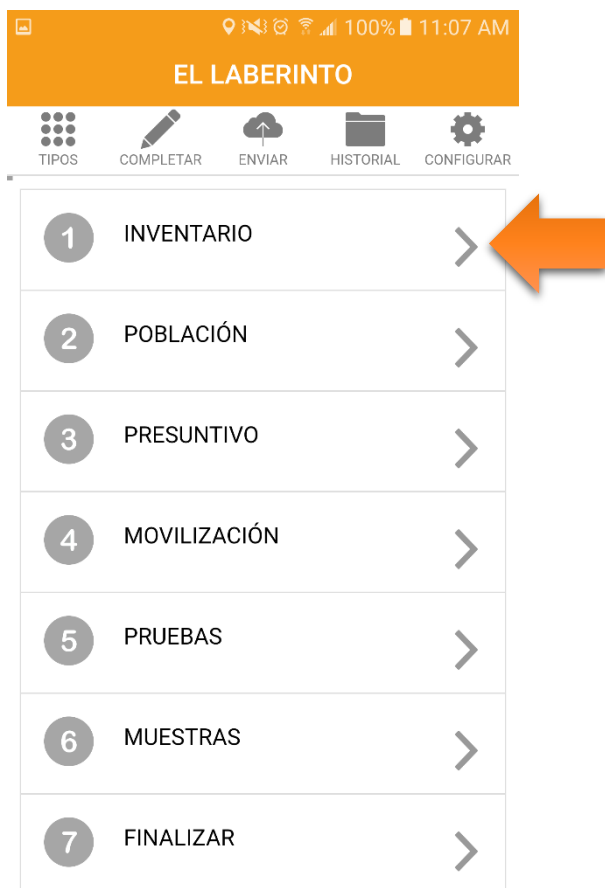 100% 11:07 AM
EL LABERINTO
TIPOS COMPLETAR ENVIAR HISTORIAL CONFIGURAR
1 INVENTARIO
2 POBLACIÓN
3 PRESUNTIVO
4 MOVILIZACIÓN
5 PRUEBAS
6 MUESTRAS
7 FINALIZAR